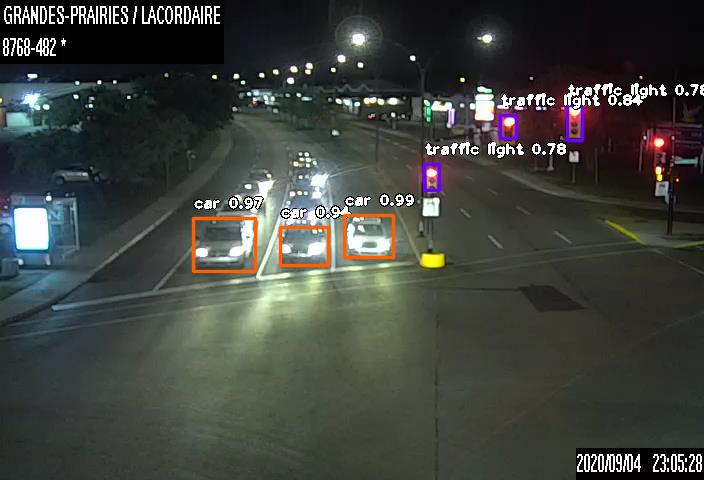 GRANDES-PRAIRIES / LACORDAIRE
8768-482 *
traffic light 0.78
traffic light 0.84
traffic light 0.78
car 0.97
car 0.94
car 0.99
2020/09/04 23:05:28